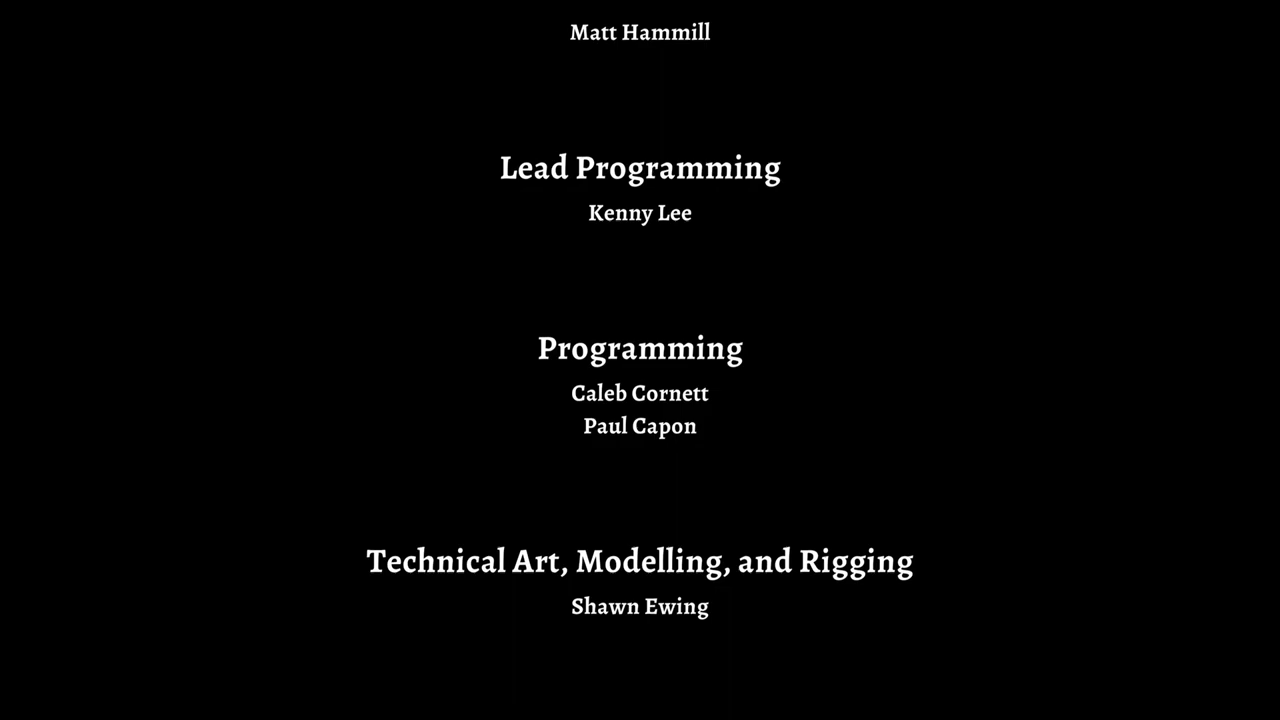 Matt Hammill
Lead Programming
Kenny Lee
Programming
Caleb Cornett
Paul Capon
Technical Art, Modelling, and Rigging
Shawn Ewing